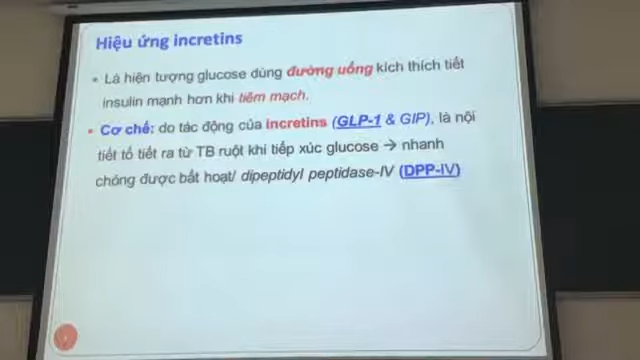 Hiệu ứng incretins
• Là hiện tượng glucose dùng đường uống kích thích tiết
insulin mạnh hơn khi tiêm mạch.
• Cơ chế: do tác động của incretins (GLP-1 & GIP), là nội
tiết tố tiết ra từ TB ruột khi tiếp xúc glucose → nhanh
chóng được bất hoạt/ dipeptidyl peptidase-IV (DPP-IV)